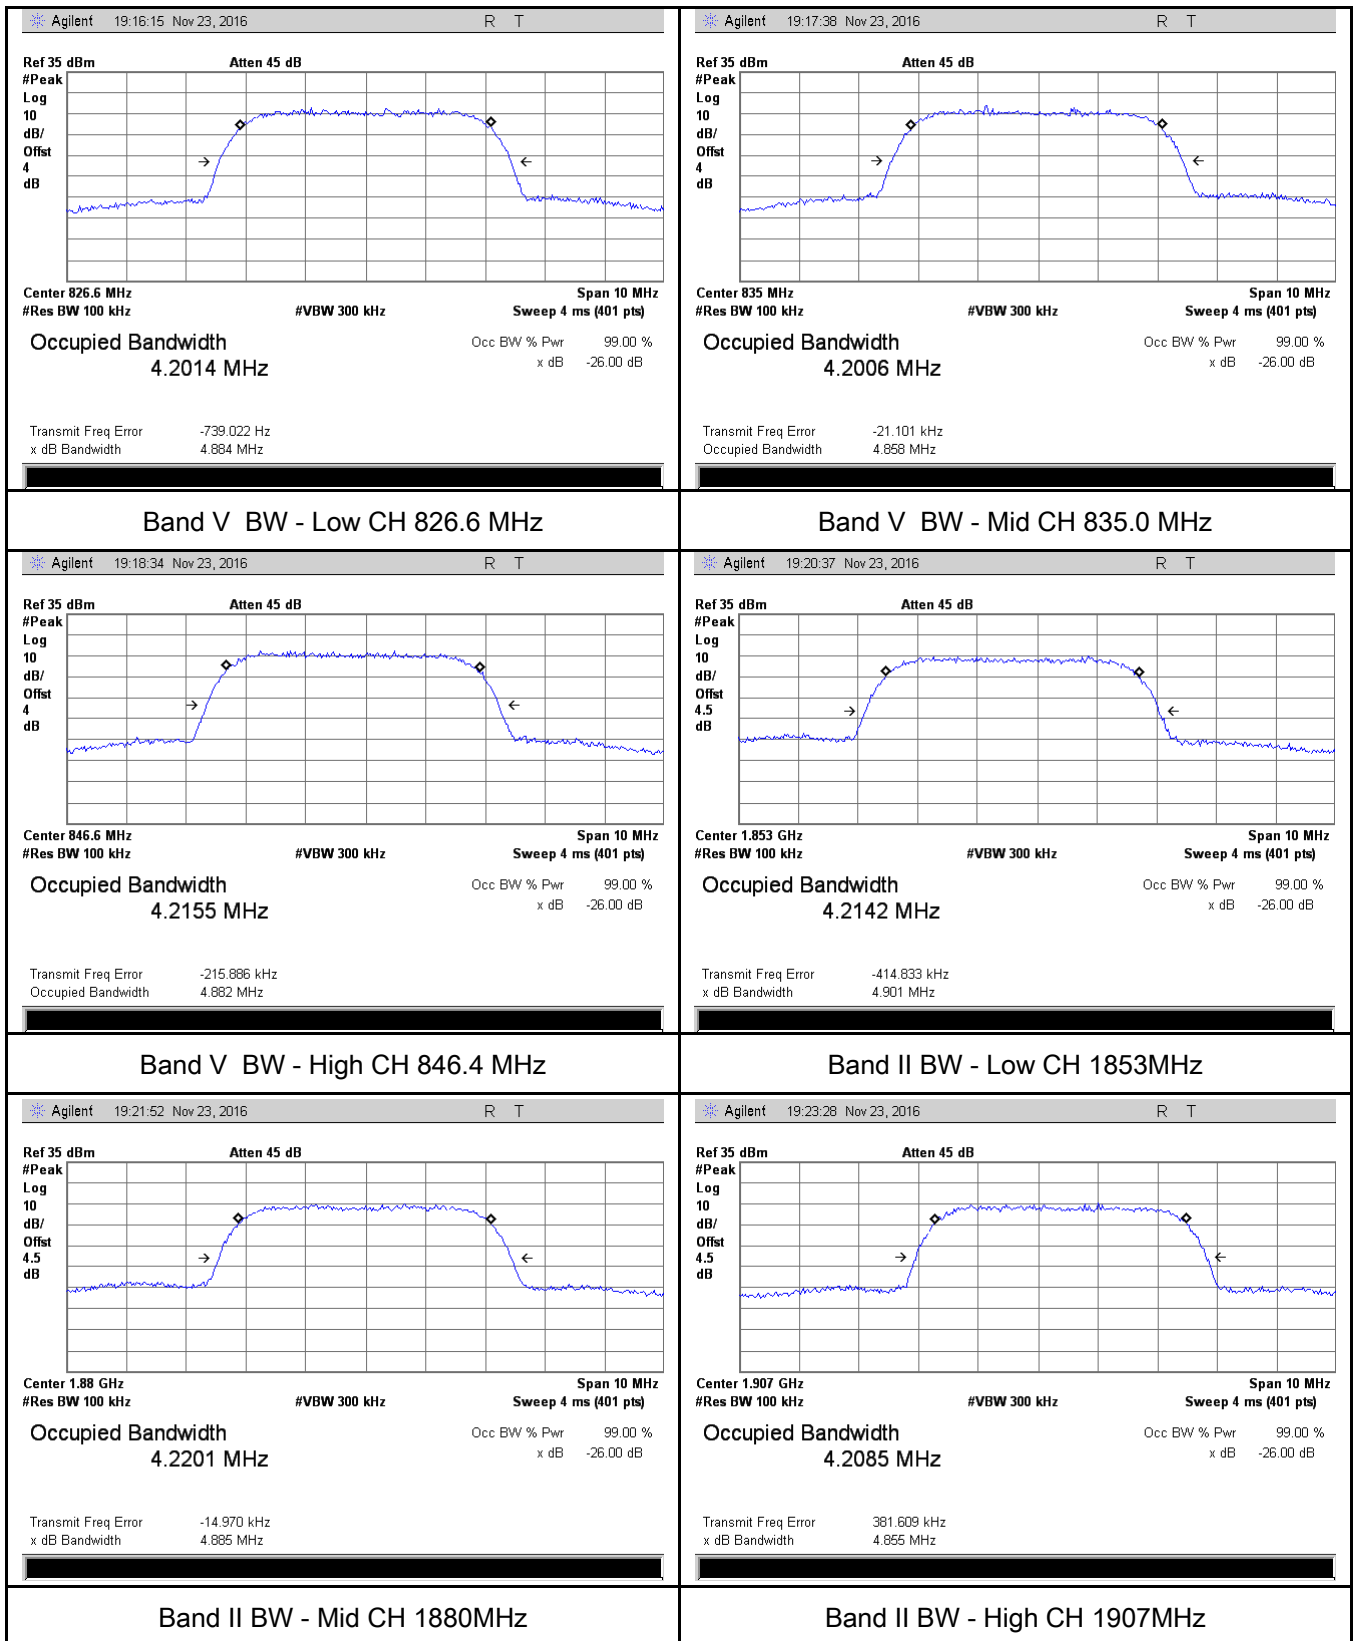 Agilent 19:16:15 Nov 23, 2016 R T
Ref 35 dBm Atten 45 dB
#Peak
Log
10
dB/
Offst
4
dB
Center 826.6 MHz Span 10 MHz
#Res BW 100 kHz #VBW 300 kHz Sweep 4 ms (401 pts)
Occupied Bandwidth Occ BW % Pwr 99.00 %
4.2014 MHz x dB -26.00 dB
Transmit Freq Error -739.022 Hz
x dB Bandwidth 4.884 MHz
Band V BW - Low CH 826.6 MHz
Agilent 19:17:38 Nov 23, 2016 R T
Ref 35 dBm Atten 45 dB
#Peak
Log
10
dB/
Offst
4
dB
Center 835 MHz Span 10 MHz
#Res BW 100 kHz #VBW 300 kHz Sweep 4 ms (401 pts)
Occupied Bandwidth Occ BW % Pwr 99.00 %
4.2006 MHz x dB -26.00 dB
Transmit Freq Error -21.101 kHz
Occupied Bandwidth 4.858 MHz
Band V BW - Mid CH 835.0 MHz
Agilent 19:18:34 Nov 23, 2016 R T
Ref 35 dBm Atten 45 dB
#Peak
Log
10
dB/
Offst
4
dB
Center 846.6 MHz Span 10 MHz
#Res BW 100 kHz #VBW 300 kHz Sweep 4 ms (401 pts)
Occupied Bandwidth Occ BW % Pwr 99.00 %
4.2155 MHz x dB -26.00 dB
Transmit Freq Error -215.886 kHz
Occupied Bandwidth 4.882 MHz
Band V BW - High CH 846.4 MHz
Agilent 19:20:37 Nov 23, 2016 R T
Ref 35 dBm Atten 45 dB
#Peak
Log
10
dB/
Offst
4.5
dB
Center 1.853 GHz Span 10 MHz
#Res BW 100 kHz #VBW 300 kHz Sweep 4 ms (401 pts)
Occupied Bandwidth Occ BW % Pwr 99.00 %
4.2142 MHz x dB -26.00 dB
Transmit Freq Error -414.833 kHz
x dB Bandwidth 4.901 MHz
Band II BW - Low CH 1853MHz
Agilent 19:21:52 Nov 23, 2016 R T
Ref 35 dBm Atten 45 dB
#Peak
Log
10
dB/
Offst
4.5
dB
Center 1.88 GHz Span 10 MHz
#Res BW 100 kHz #VBW 300 kHz Sweep 4 ms (401 pts)
Occupied Bandwidth Occ BW % Pwr 99.00 %
4.2201 MHz x dB -26.00 dB
Transmit Freq Error -14.970 kHz
x dB Bandwidth 4.885 MHz
Band II BW - Mid CH 1880MHz
Agilent 19:23:28 Nov 23, 2016 R T
Ref 35 dBm Atten 45 dB
#Peak
Log
10
dB/
Offst
4.5
dB
Center 1.907 GHz Span 10 MHz
#Res BW 100 kHz #VBW 300 kHz Sweep 4 ms (401 pts)
Occupied Bandwidth Occ BW % Pwr 99.00 %
4.2085 MHz x dB -26.00 dB
Transmit Freq Error 381.609 kHz
x dB Bandwidth 4.855 MHz
Band II BW - High CH 1907MHz